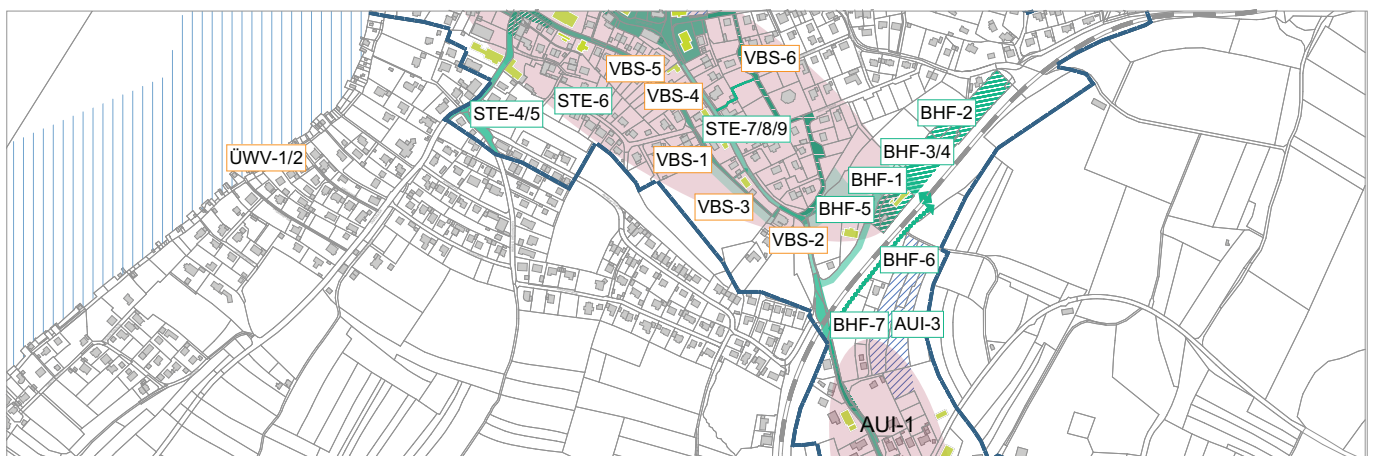 VBS-5
VBS-6
VBS-4
STE-6
STE-4/5
STE-7/8/9
BHF-2
BHF-3/4
ÜWV-1/2
VBS-1
BHF-1
VBS-3
BHF-5
VBS-2
BHF-6
BHF-7
AUI-3
AUI-1